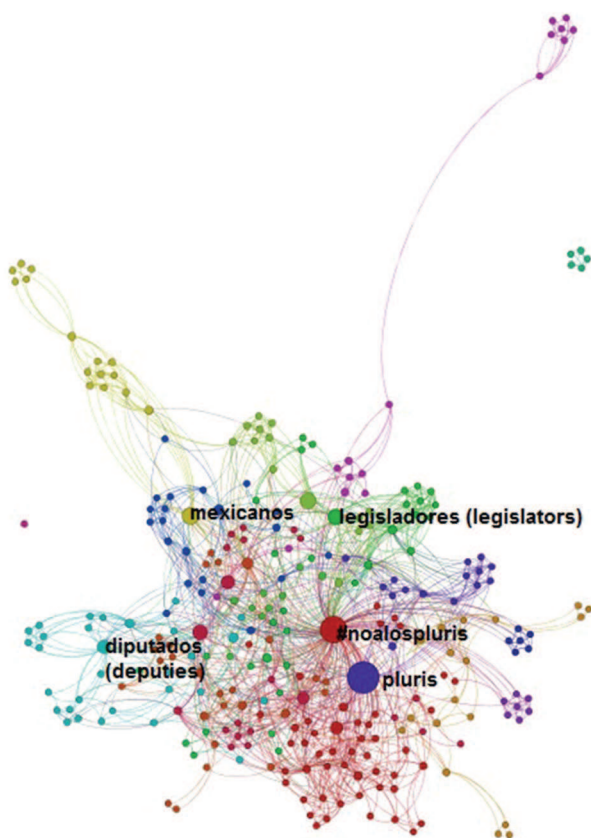 mexicanos
legisladores (legislators)
#noalospluris
diputados
(deputies)
pluris